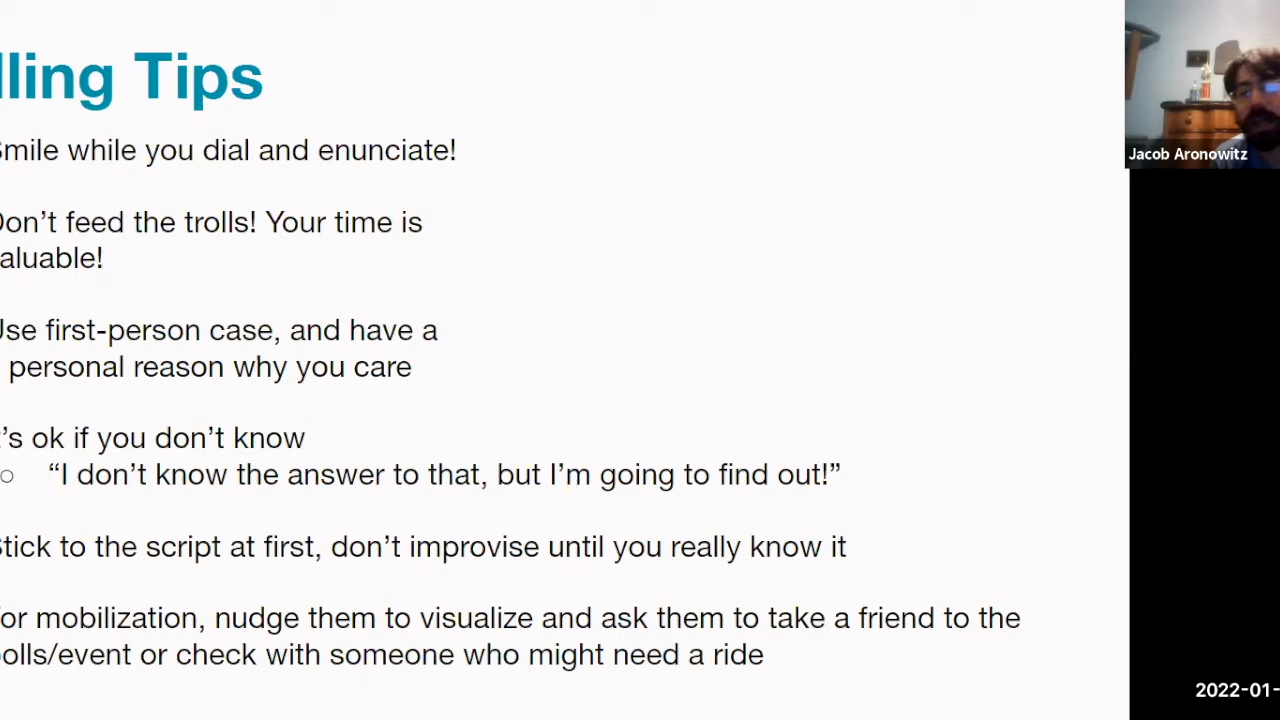 lling Tips
Smile while you dial and enunciate!
Don’t feed the trolls! Your time is
aluable!
Use first-person case, and have a
personal reason why you care
t’s ok if you don’t know
○ “I don’t know the answer to that, but I’m going to find out!”
Stick to the script at first, don’t improvise until you really know it
or mobilization, nudge them to visualize and ask them to take a friend to the
polls/event or check with someone who might need a ride
Jacob Aronowitz
2022-01-